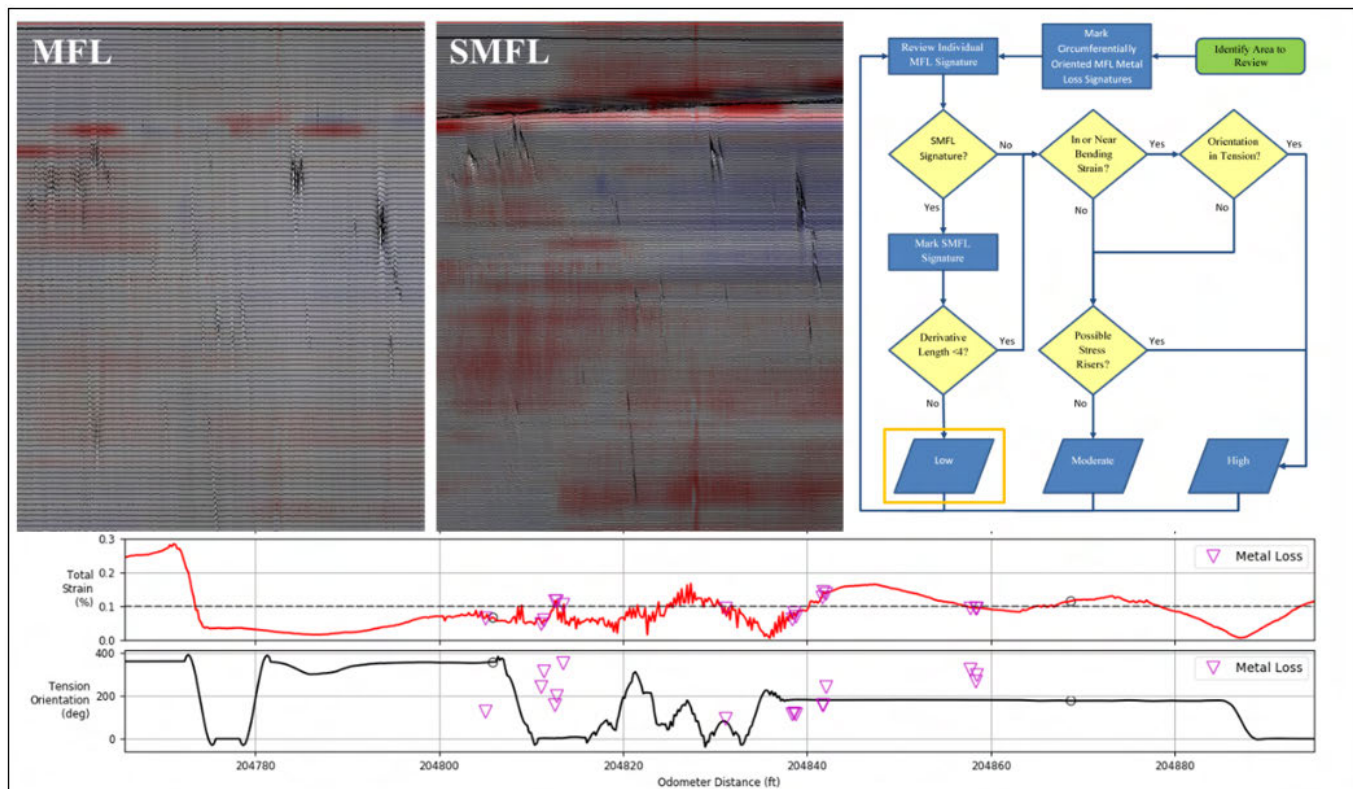 MFL
SMFL
Review Individual
MFL Signature
Mark
Circumferentially
Oriented MFL Metal
Loss Signatures
Identify Area to
Review
SMFL
Signature?
No
In or Near
Bending
Strain?
Yes
Orientation
in Tension?
Yes
Yes
No
No
Mark SMFL
Signature
Derivative
Length <4?
Yes
Possible
Stress
Risers?
Yes
No
No
Low
Moderate
High
0.3
0.2
0.1
0.0
Total
Strain
(%)
Metal Loss
400
200
0
Tension
Orientation
(deg)
Metal Loss
204780
204800
204820
204840
204860
204880
Odometer Distance (ft)